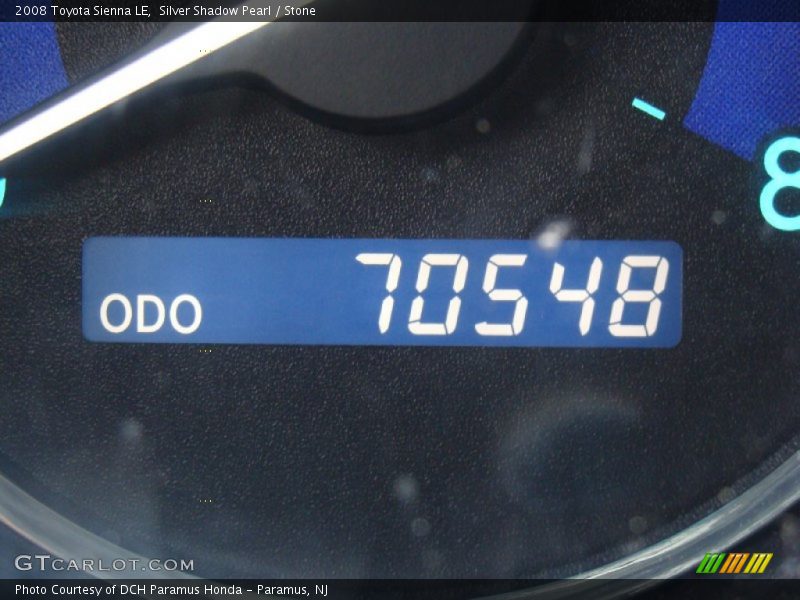 2008 Toyota Sienna LE,  Silver Shadow Pearl / Stone
8
ODO 70548
GTCARLOT.COM
Photo Courtesy of DCH Paramus Honda - Paramus, NJ